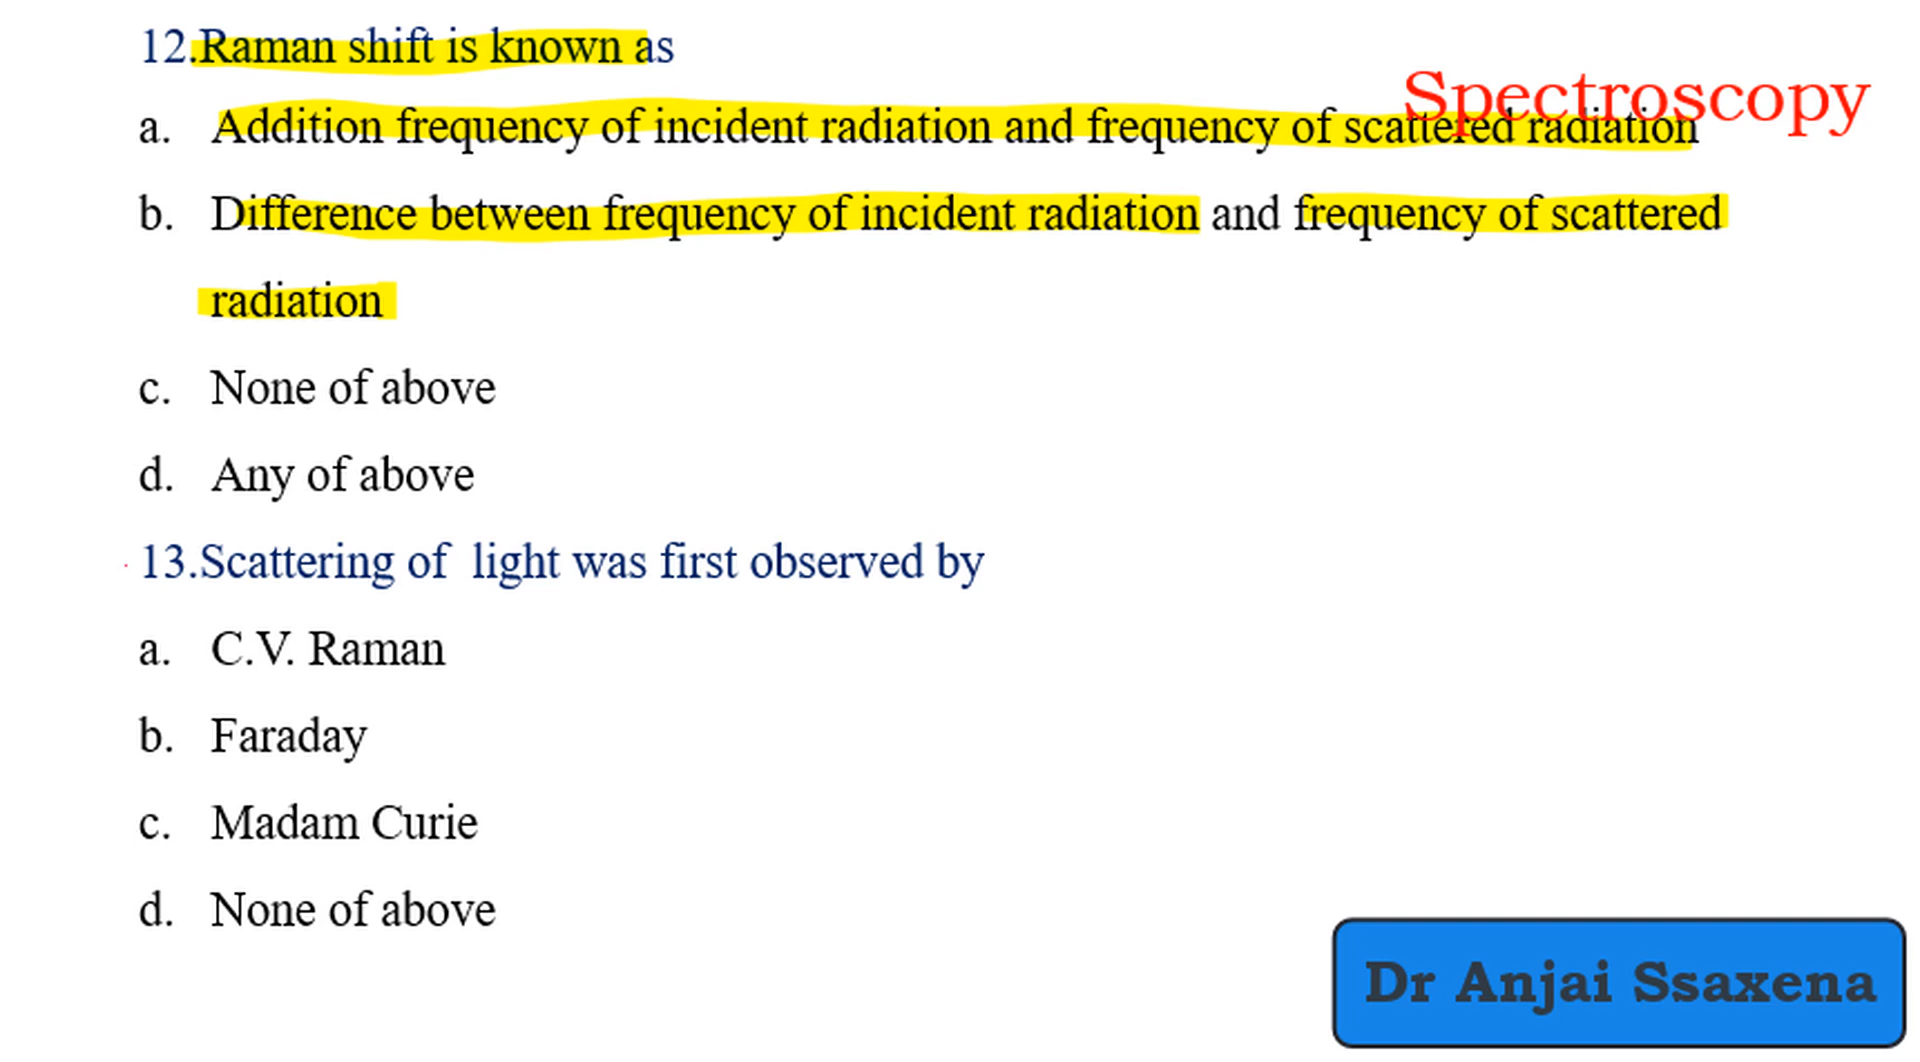 12.Raman shift is known as
Spectroscopy
a. Addition frequency of incident radiation and frequency of scattered radiation
b. Difference between frequency of incident radiation and frequency of scattered
radiation
c. None of above
d. Any of above
13.Scattering of light was first observed by
a. C.V. Raman
b. Faraday
c. Madam Curie
d. None of above
Dr Anjai Ssaxena